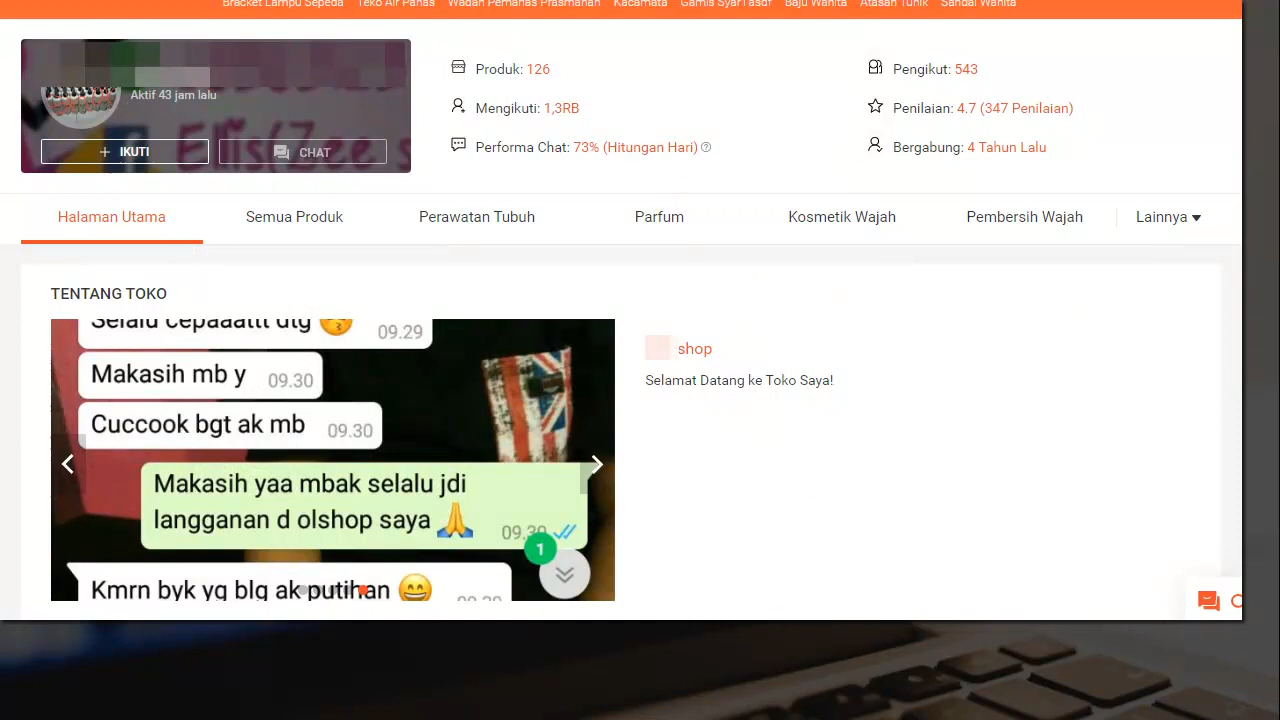 Bracket Lampu Sepeda Teko Air Panas Wadah Pemanas Prasmanan Kacamata Gamis Syar'i asdf Baju Wanita Atasan Tunik Sandal Wanita
Aktif 43 jam lalu
IKUTI
CHAT
Produk: 126
Mengikuti: 1,3RB
Performa Chat: 73% (Hitungan Hari)
Pengikut: 543
Penilaian: 4.7 (347 Penilaian)
Bergabung: 4 Tahun Lalu
Halaman Utama Semua Produk Perawatan Tubuh Parfum Kosmetik Wajah Pembersih Wajah Lainnya
TENTANG TOKO
Selalu cepaaattt dtg 09.29
Makasih mb y 09.30
Cuccook bgt ak mb 09.30
Makasih yaa mbak selalu jdi
langganan d olshop saya 09.30
1
Kmrn byk yg blg ak putihan
shop
Selamat Datang ke Toko Saya!